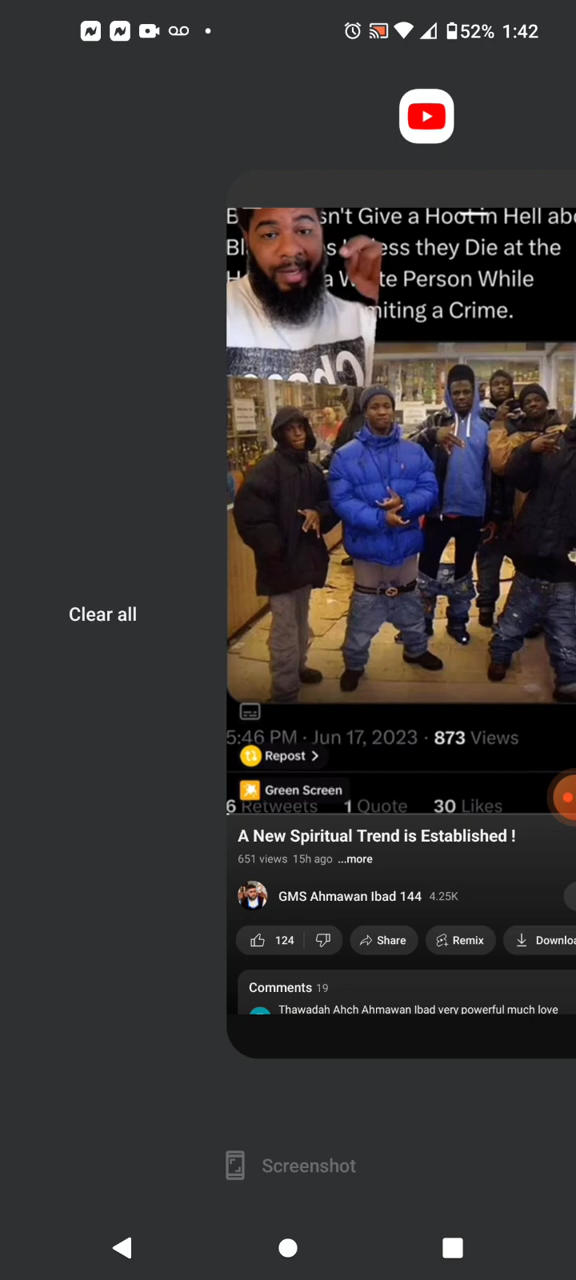 52% 1:42
sn't Give a Hoot in Hell
less they Die at the
a te Person While
miting a Crime.
Clear all
5:46 PM · Jun 17, 2023 · 873 Views
Repost >
Green Screen
6 Retweets 1 Quote 30 Likes
A New Spiritual Trend is Established !
651 views 15h ago ...more
GMS Ahmawan Ibad 144 4.25K
124 Share Remix Downloa
Comments 19
Thawadah Ahch Ahmawan Ibad very powerful much love
Screenshot